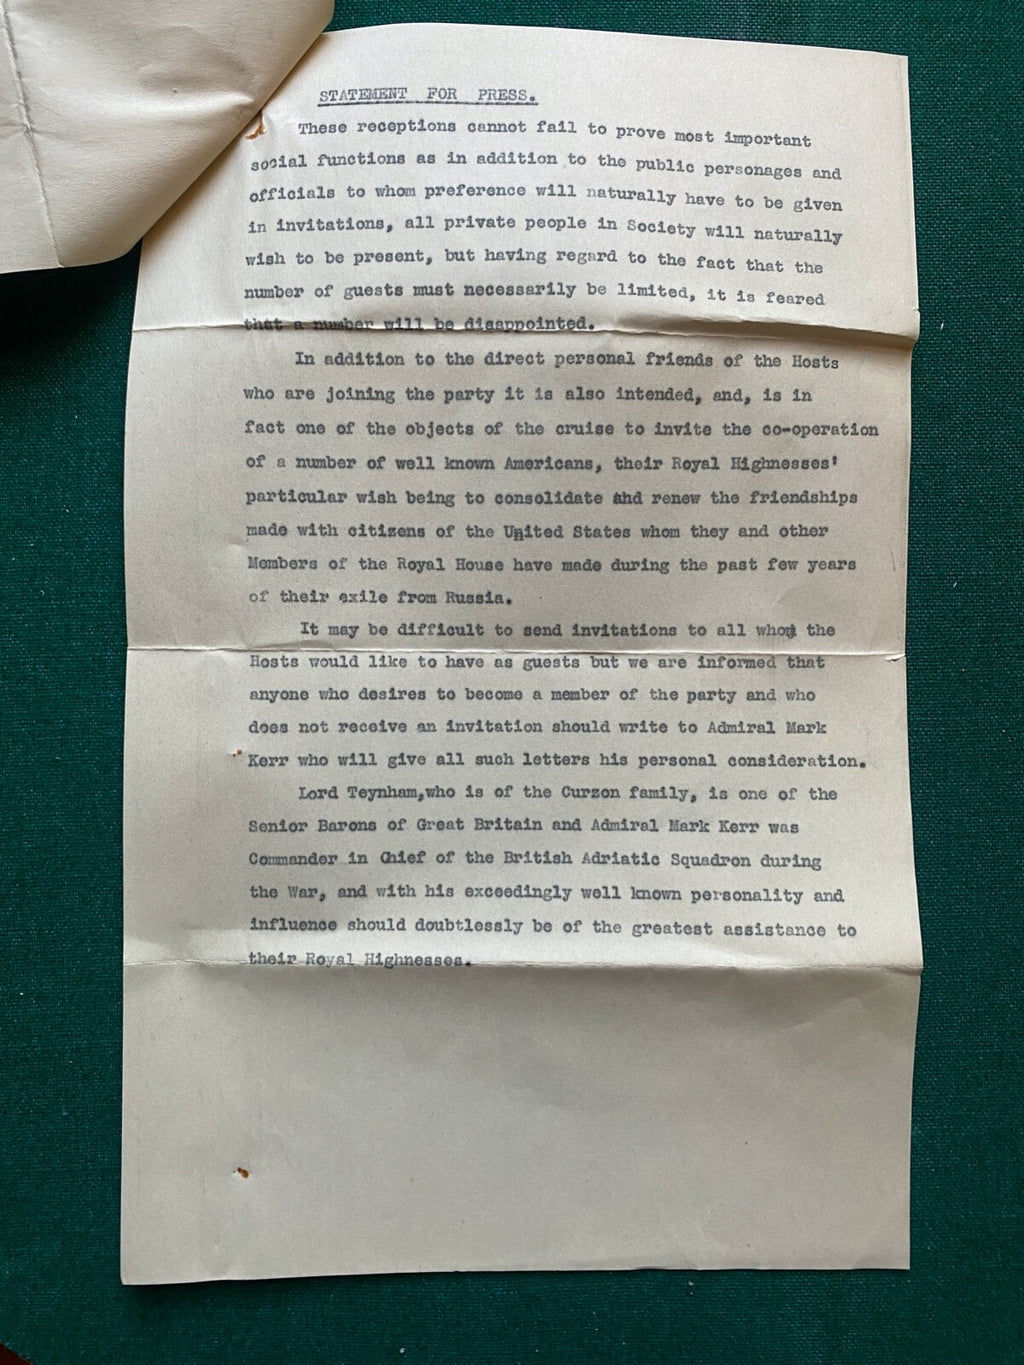 STATEMENT FOR PRESS.
These receptions cannot fail to prove most important
social functions as in addition to the public personages and
officials to whom preference will naturally have to be given
in invitations, all private people in Society will naturally
wish to be present, but having regard to the fact that the
number of guests must necessarily be limited, it is feared
that a number will be disappointed.
In addition to the direct personal friends of the Hosts
who are joining the party it is also intended, and, is in
fact one of the objects of the cruise to invite the co-operation
of a number of well known Americans, their Royal Highnesses'
particular wish being to consolidate and renew the friendships
made with citizens of the United States whom they and other
Members of the Royal House have made during the past few years
of their exile from Russia.
It may be difficult to send invitations to all whom the
Hosts would like to have as guests but we are informed that
anyone who desires to become a member of the party and who
does not receive an invitation should write to Admiral Mark
Kerr who will give all such letters his personal consideration.
Lord Teynham,who is of the Curzon family, is one of the
Senior Barons of Great Britain and Admiral Mark Kerr was
Commander in Chief of the British Adriatic Squadron during
the War, and with his exceedingly well known personality and
influence should doubtlessly be of the greatest assistance to
their Royal Highnesses.